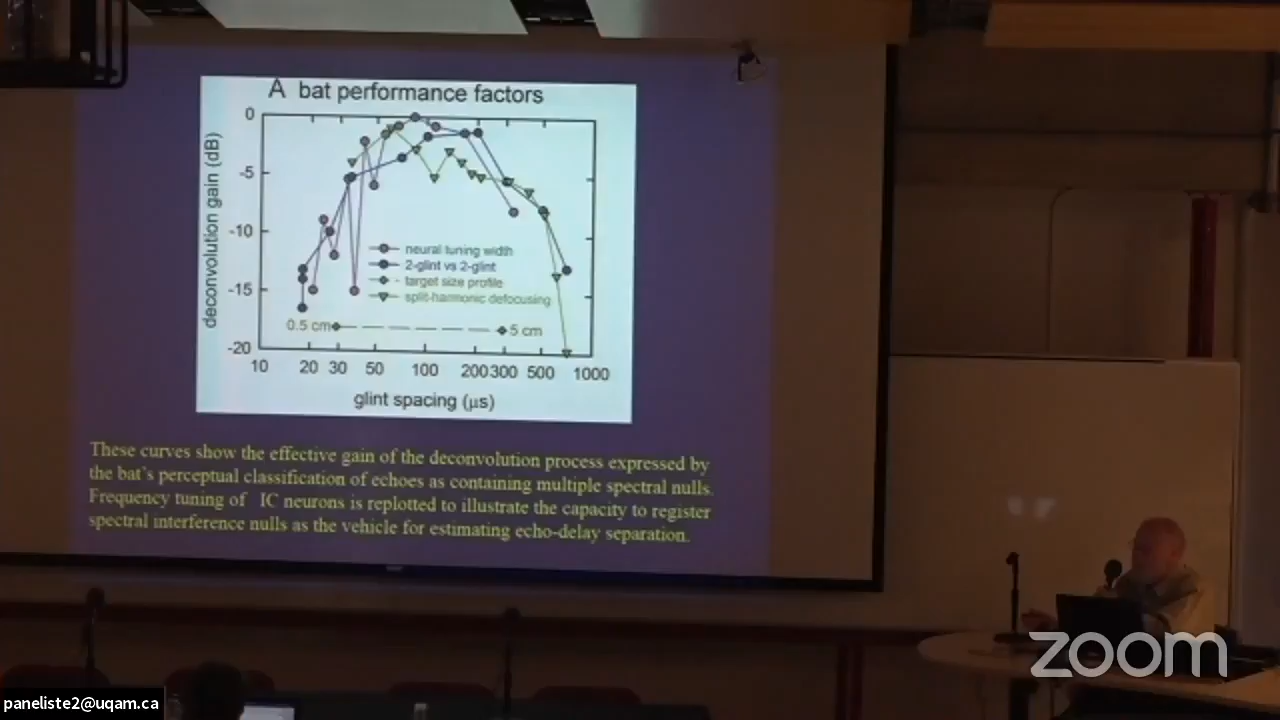 A bat performance factors
0
-5
-10
-15
-20
deconvolution gain (dB)
neural tuning width
2-glint vs 2-glint
target size profile
split-harmonic defocusing
0.5 cm
5 cm
10 20 30 50 100 200 300 500 1000
glint spacing (μs)
These curves show the effective gain of the deconvolution process expressed by
the bat's perceptual classification of echoes as containing multiple spectral nulls.
Frequency tuning of IC neurons is replotted to illustrate the capacity to register
spectral interference nulls as the vehicle for estimating echo-delay separation.
zoom
paneliste2@uqam.ca